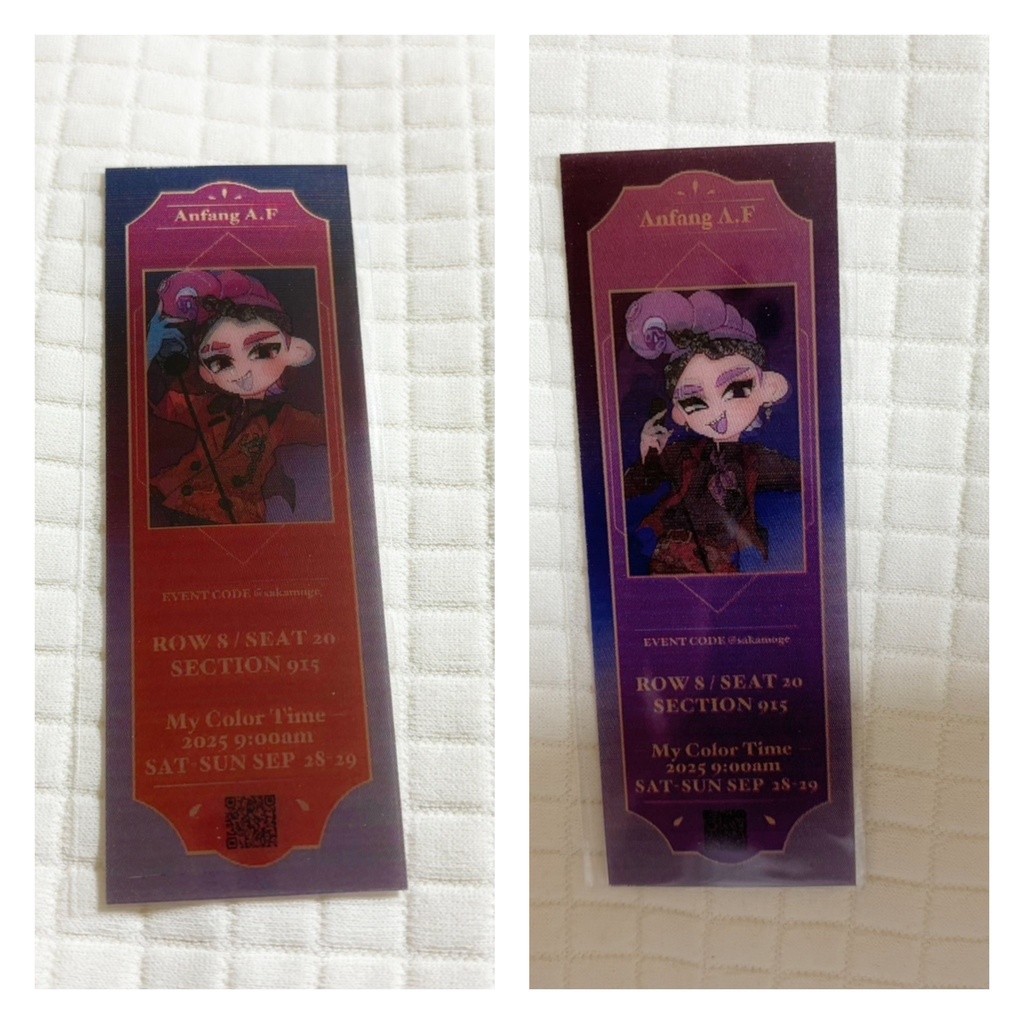 Anfang A.F
EVENT CODE @sakamoge
ROW 8 / SEAT 20
SECTION 915
My Color Time
2025 9:00am
SAT-SUN SEP 28-29
Anfang A.F
EVENT CODE @sakamoge
ROW 8 / SEAT 20
SECTION 915
My Color Time
2025 9:00am
SAT-SUN SEP 28-29